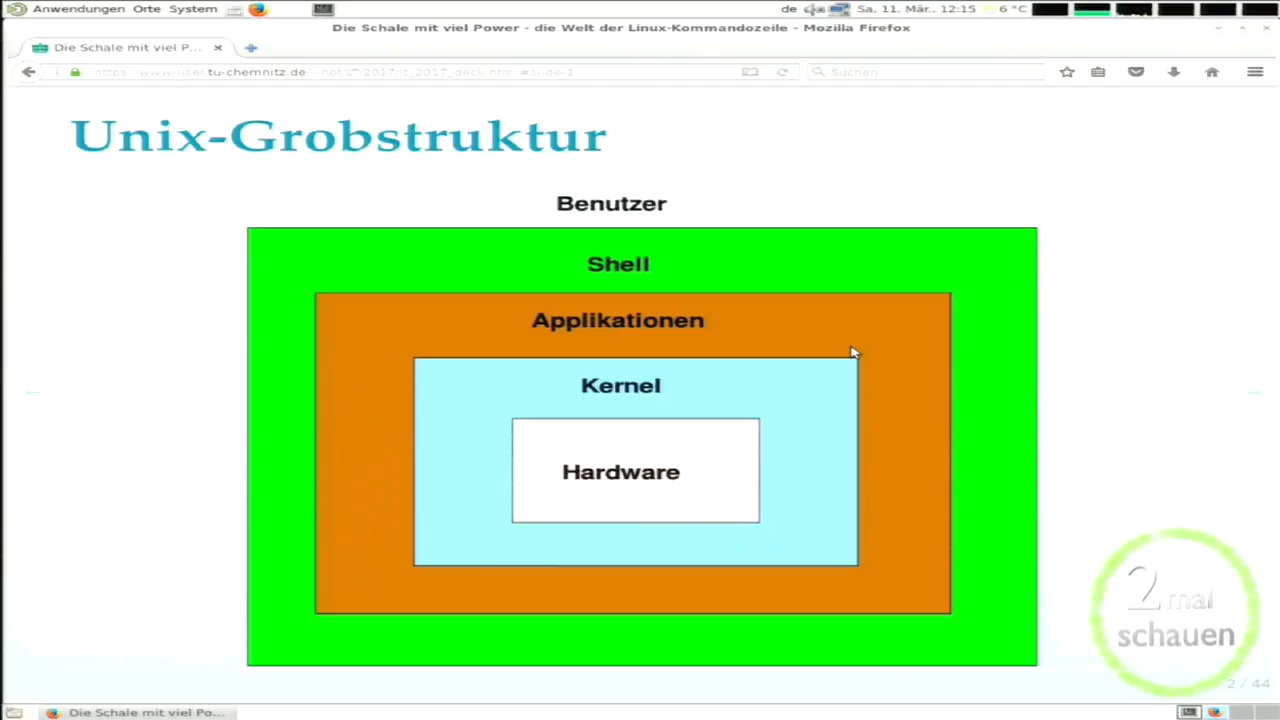 Anwendungen Orte System
de Sa. 11. Mär., 12:15 6 °C
Die Schale mit viel Power - die Welt der Linux-Kommandozeile - Mozilla Firefox
Die Schale mit viel P...
tu-chemnitz.de
Suchen
Unix-Grobstruktur
Benutzer
Shell
Applikationen
Kernel
Hardware
2 mal
schauen
2 / 44
Die Schale mit viel Po...